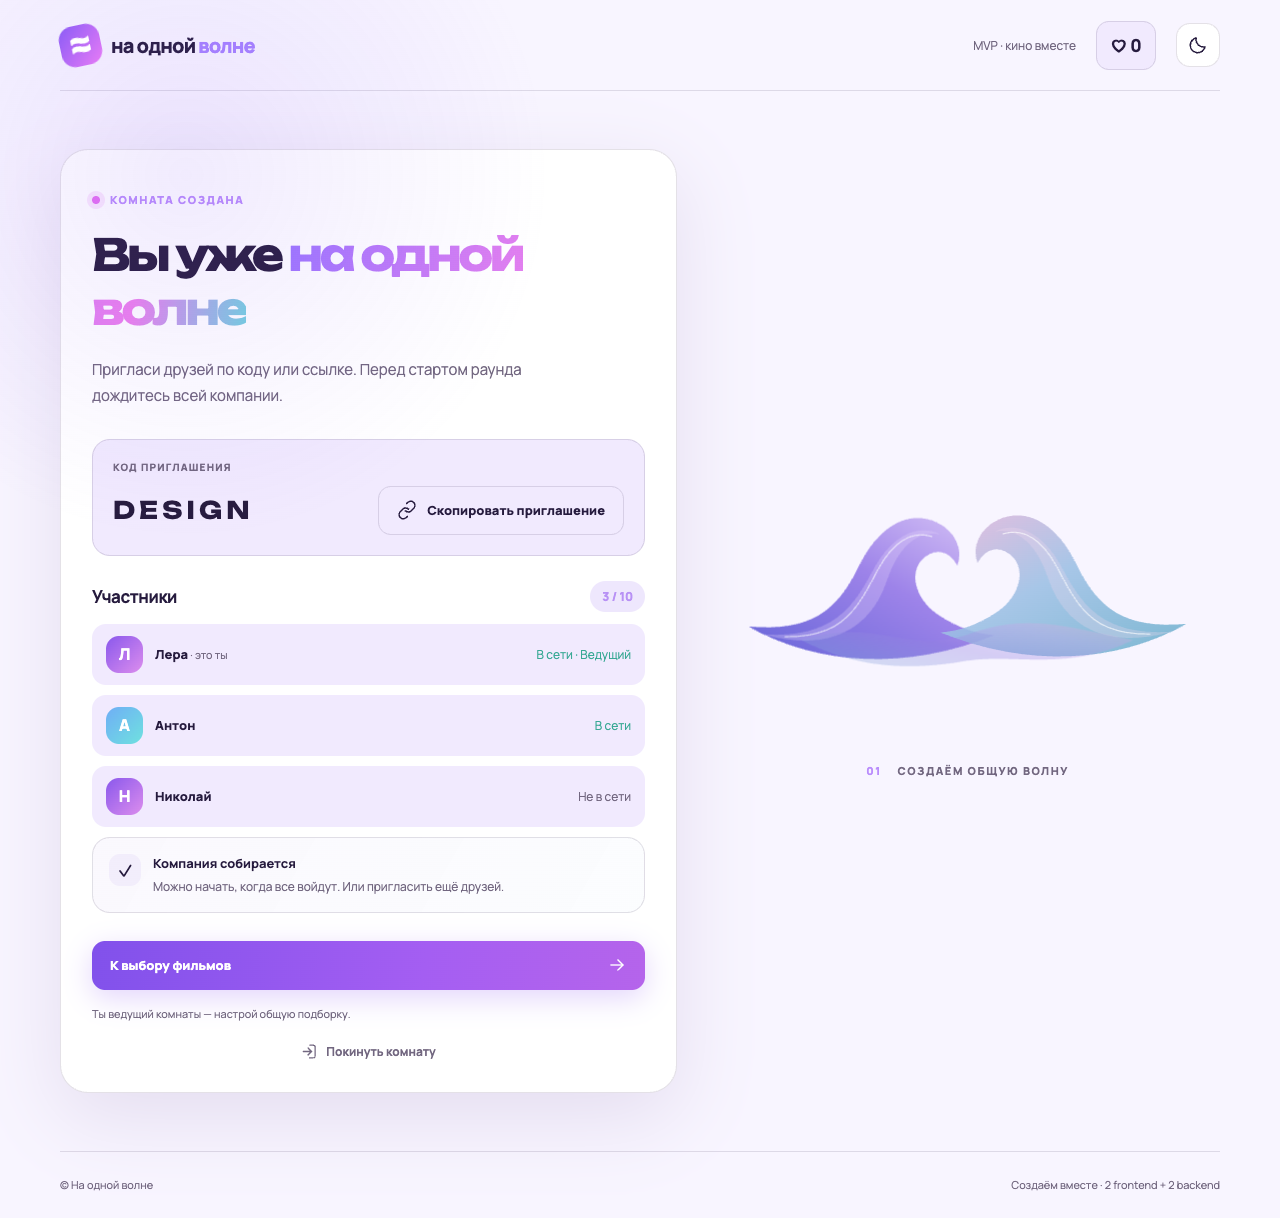 на одной волне
MVP · кино вместе
0
КОМНАТА СОЗДАНА
Вы уже на одной
волне
Пригласи друзей по коду или ссылке. Перед стартом раунда
дождитесь всей компании.
КОД ПРИГЛАШЕНИЯ
DESIGN
Скопировать приглашение
Участники
3 / 10
Л
Лера · это ты
В сети · Ведущий
А
Антон
В сети
Н
Николай
Не в сети
Компания собирается
Можно начать, когда все войдут. Или пригласить ещё друзей.
К выбору фильмов
Ты ведущий комнаты — настрой общую подборку.
Покинуть комнату
01 СОЗДАЁМ ОБЩУЮ ВОЛНУ
© На одной волне
Создаём вместе · 2 frontend + 2 backend